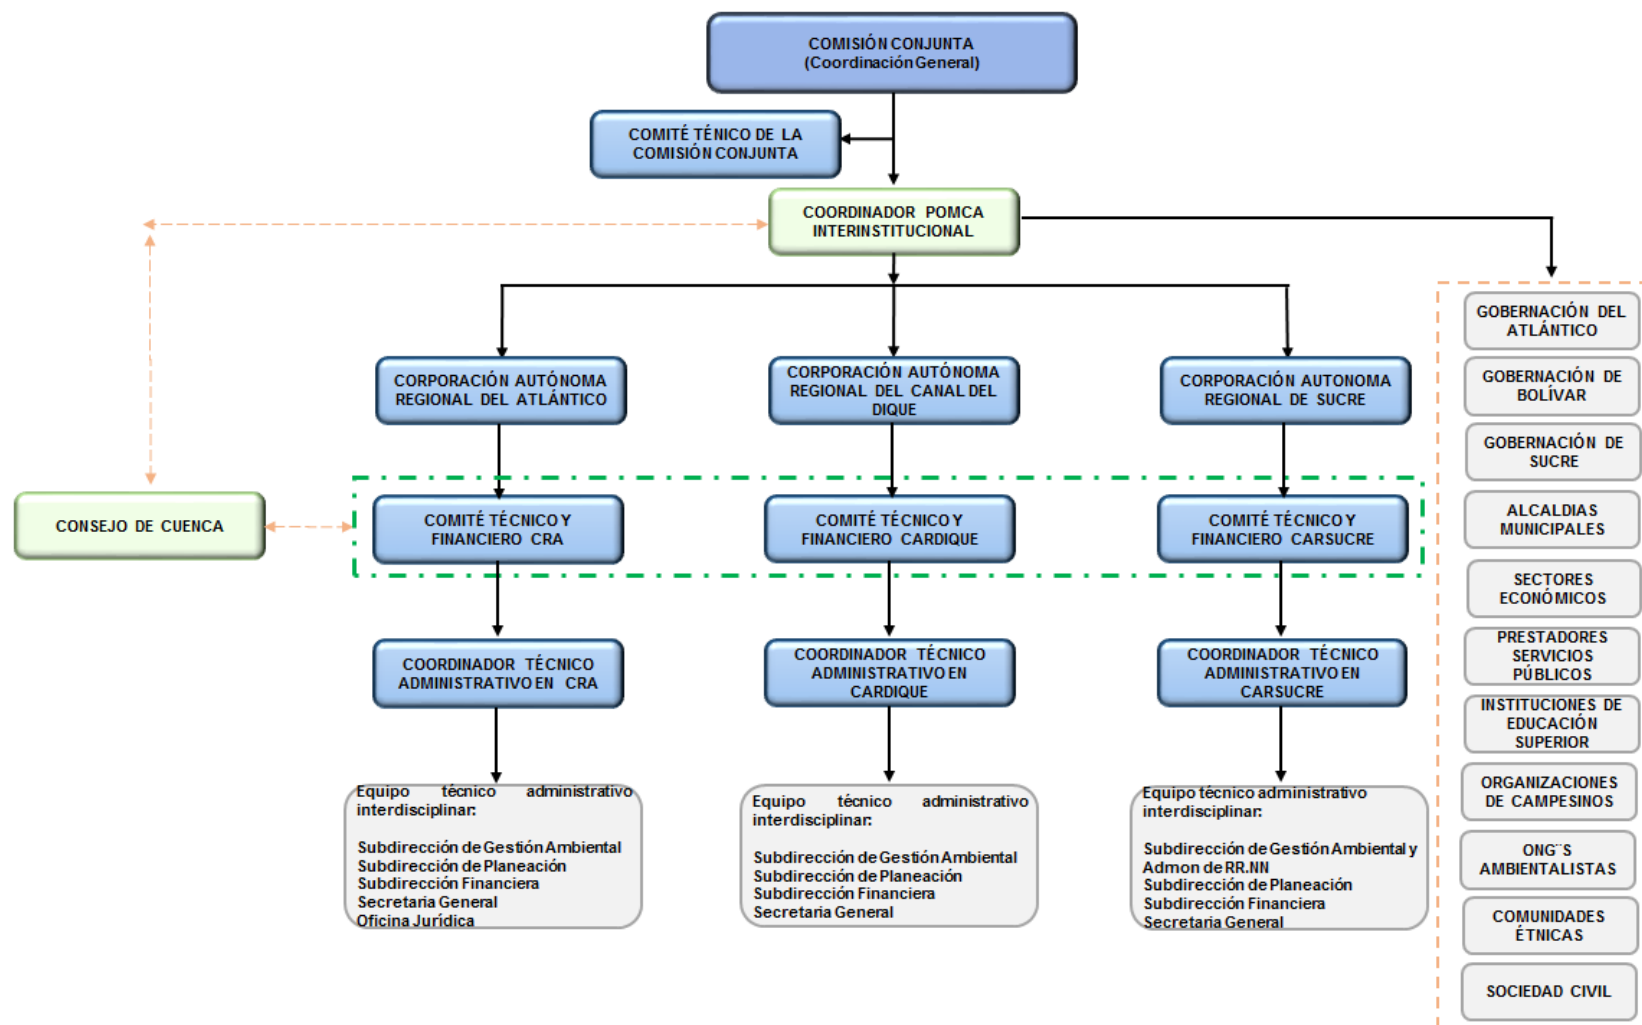 COMISIÓN CONJUNTA
(Coordinación General)
COMITÉ TÉNICO DE LA
COMISIÓN CONJUNTA
COORDINADOR POMCA
INTERINSTITUCIONAL
CORPORACIÓN AUTÓNOMA
REGIONAL DEL ATLÁNTICO
CORPORACIÓN AUTÓNOMA
REGIONAL DEL CANAL DEL
DIQUE
CORPORACIÓN AUTONOMA
REGIONAL DE SUCRE
CONSEJO DE CUENCA
COMITÉ TÉCNICO Y
FINANCIERO CRA
COMITÉ TÉCNICO Y
FINANCIERO CARDIQUE
COMITÉ TÉCNICO Y
FINANCIERO CARSUCRE
COORDINADOR TÉCNICO
ADMINISTRATIVO EN CRA
COORDINADOR TÉCNICO
ADMINISTRATIVO EN
CARDIQUE
COORDINADOR TÉCNICO
ADMINISTRATIVO EN
CARSUCRE
Equipo técnico administrativo
interdisciplinar:
Subdirección de Gestión Ambiental
Subdirección de Planeación
Subdirección Financiera
Secretaria General
Oficina Jurídica
Equipo técnico administrativo
interdisciplinar:
Subdirección de Gestión Ambiental
Subdirección de Planeación
Subdirección Financiera
Secretaria General
Equipo técnico administrativo
interdisciplinar:
Subdirección de Gestión Ambiental y
Admon de RR.NN
Subdirección de Planeación
Subdirección Financiera
Secretaria General
GOBERNACIÓN DEL
ATLÁNTICO
GOBERNACIÓN DE
BOLÍVAR
GOBERNACIÓN DE
SUCRE
ALCALDIAS
MUNICIPALES
SECTORES
ECONÓMICOS
PRESTADORES
SERVICIOS
PÚBLICOS
INSTITUCIONES DE
EDUCACIÓN
SUPERIOR
ORGANIZACIONES
DE CAMPESINOS
ONG¨S
AMBIENTALISTAS
COMUNIDADES
ÉTNICAS
SOCIEDAD CIVIL